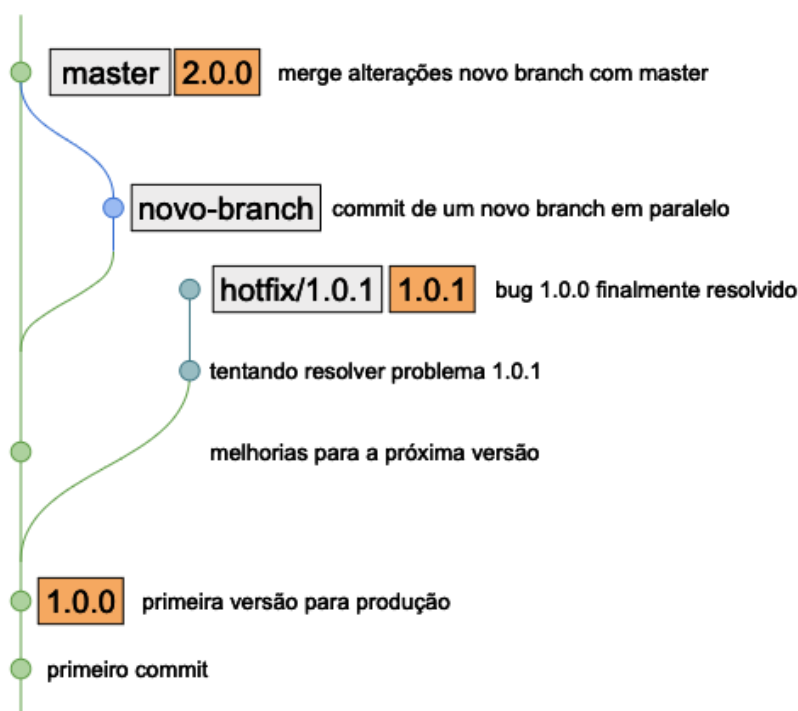 master 2.0.0 merge alterações novo branch com master
novo-branch commit de um novo branch em paralelo
hotfix/1.0.1 1.0.1 bug 1.0.0 finalmente resolvido
tentando resolver problema 1.0.1
melhorias para a próxima versão
1.0.0 primeira versão para produção
primeiro commit